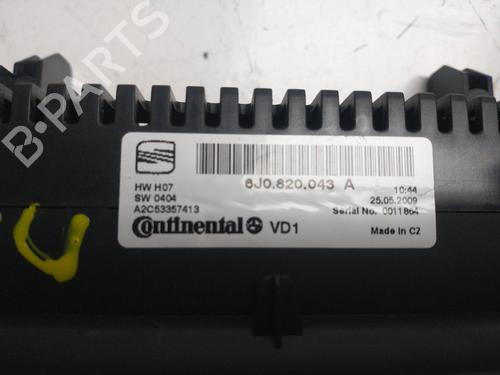 B-PARTS
6J0.820.043 A
HW H07
10:44
SW 0404
25.05.2009
A2C53357413
Serial No. 0011864
Continental VD1
Made in CZ